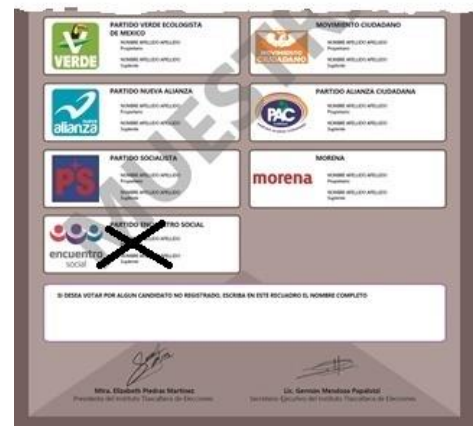 PARTIDO VERDE ECOLOGISTA
DE MEXICO
NOMBRE APELLIDO APELLIDO
Propietario
NOMBRE APELLIDO APELLIDO
Suplente
VERDE
MOVIMIENTO CIUDADANO
NOMBRE APELLIDO APELLIDO
Propietario
NOMBRE APELLIDO APELLIDO
Suplente
MOVIMIENTO
CIUDADANO
PARTIDO NUEVA ALIANZA
NOMBRE APELLIDO APELLIDO
Propietario
NOMBRE APELLIDO APELLIDO
Suplente
nueva
alianza
PARTIDO ALIANZA CIUDADANA
NOMBRE APELLIDO APELLIDO
Propietario
NOMBRE APELLIDO APELLIDO
Suplente
PAC
PARTIDO SOCIALISTA
NOMBRE APELLIDO APELLIDO
Propietario
NOMBRE APELLIDO APELLIDO
Suplente
PS
MORENA
NOMBRE APELLIDO APELLIDO
Propietario
NOMBRE APELLIDO APELLIDO
Suplente
morena
PARTIDO ENCUENTRO SOCIAL
APELLIDO APELLIDO
APELLIDO APELLIDO
Suplente
encuentro
social
MUESTRA
SI DESEA VOTAR POR ALGUN CANDIDATO NO REGISTRADO, ESCRIBA EN ESTE RECUADRO EL NOMBRE COMPLETO
Mtra. Elizabeth Piedras Martínez
Presidenta del Instituto Tlaxcalteca de Elecciones
Lic. Germán Mendoza Papalotzi
Secretario Ejecutivo del Instituto Tlaxcalteca de Elecciones